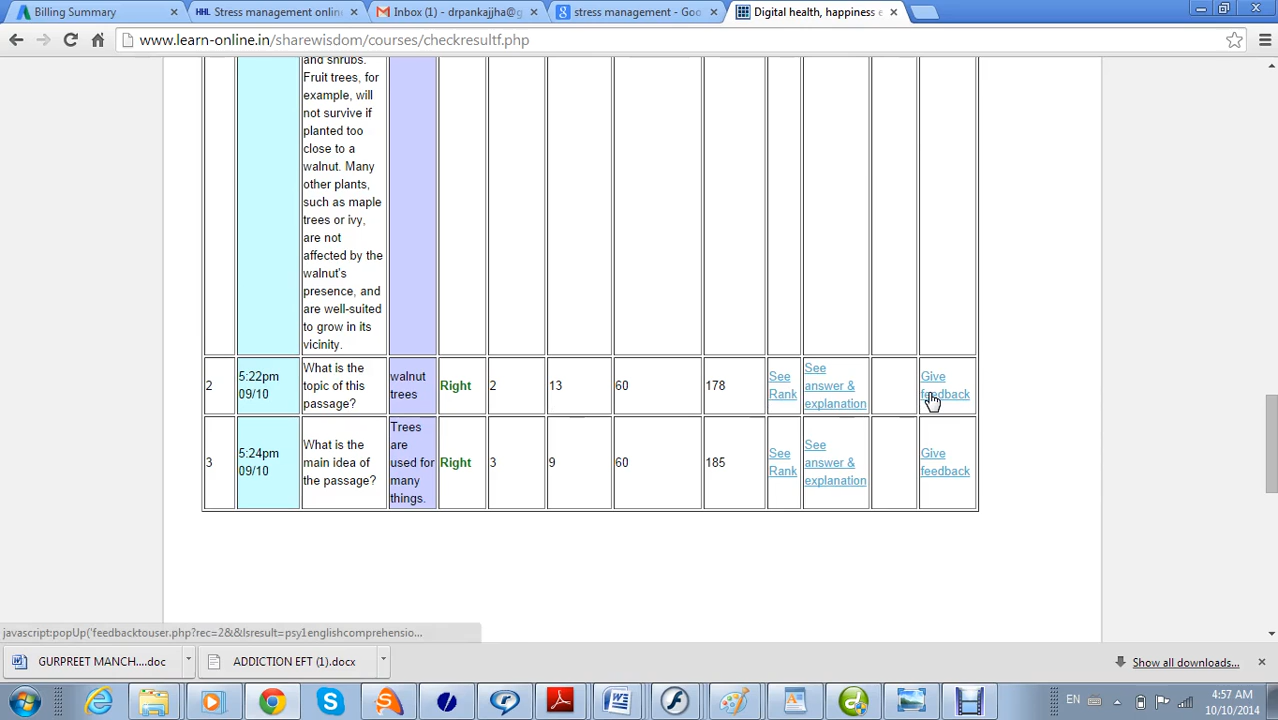 Billing Summary
HHL Stress management online
Inbox (1) - drpankajjha@g
stress management - Goo
Digital health, happiness e
www.learn-online.in/sharewisdom/courses/checkresultf.php
and shrubs.
Fruit trees, for
example, will
not survive if
planted too
close to a
walnut. Many
other plants,
such as maple
trees or ivy,
are not
affected by the
walnut's
presence, and
are well-suited
to grow in its
vicinity.
2
5:22pm
09/10
What is the
topic of this
passage?
walnut
trees
Right
2
13
60
178
See
Rank
See
answer &
explanation
Give
feedback
3
5:24pm
09/10
What is the
main idea of
the passage?
Trees
are
used for
many
things.
Right
3
9
60
185
See
Rank
See
answer &
explanation
Give
feedback
javascript:popUp('feedbacktouser.php?rec=2&&lsresult=psy1englishcomprehensio...
GURPREET MANCH....doc
ADDICTION EFT (1).docx
Show all downloads...
EN
4:57 AM
10/10/2014